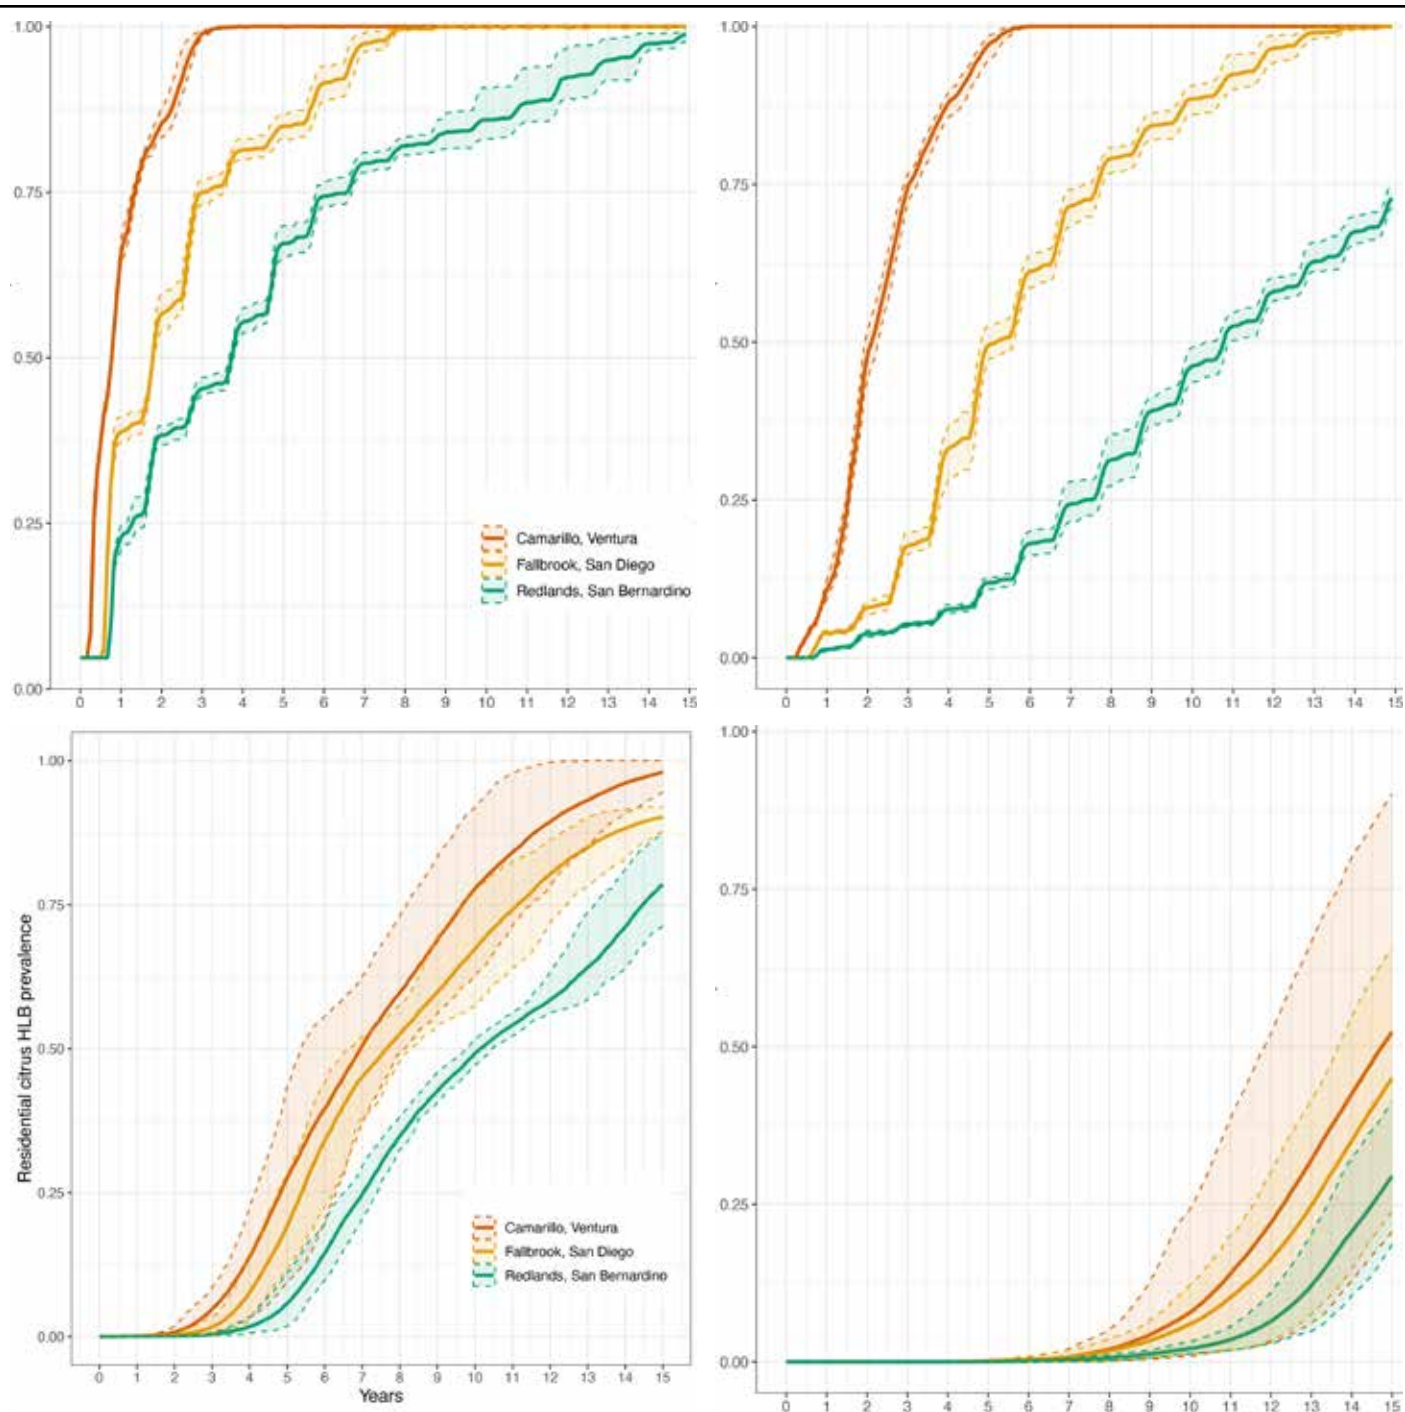 1.00
0.75
0.50
0.25
0.00
0 1 2 3 4 5 6 7 8 9 10 11 12 13 14 15
Camarillo, Ventura
Fallbrook, San Diego
Redlands, San Bernardino
1.00
0.75
0.50
0.25
0.00
0 1 2 3 4 5 6 7 8 9 10 11 12 13 14 15
Residential citrus HLB prevalence
1.00
0.75
0.50
0.25
0.00
0 1 2 3 4 5 6 7 8 9 10 11 12 13 14 15
Years
Camarillo, Ventura
Fallbrook, San Diego
Redlands, San Bernardino
1.00
0.75
0.50
0.25
0.00
0 1 2 3 4 5 6 7 8 9 10 11 12 13 14 15